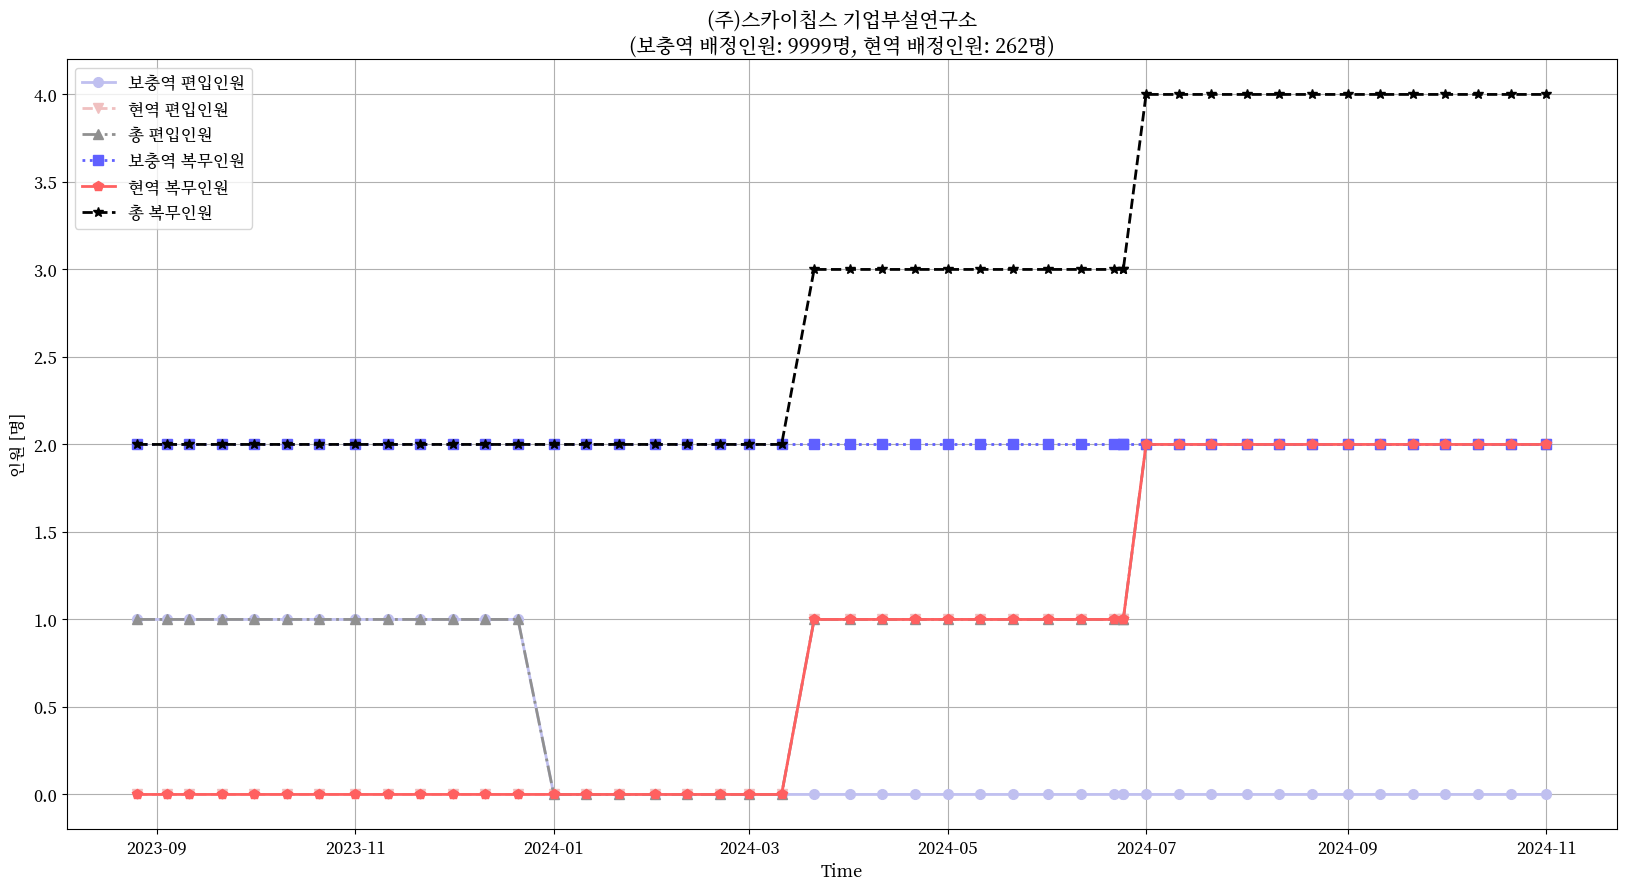 (주)스카이칩스 기업부설연구소
(보충역 배정인원: 9999명, 현역 배정인원: 262명)
보충역 편입인원
현역 편입인원
총 편입인원
보충역 복무인원
현역 복무인원
총 복무인원
4.0
3.5
3.0
2.5
2.0
1.5
1.0
0.5
0.0
인원 [명]
2023-09 2023-11 2024-01 2024-03 2024-05 2024-07 2024-09 2024-11
Time